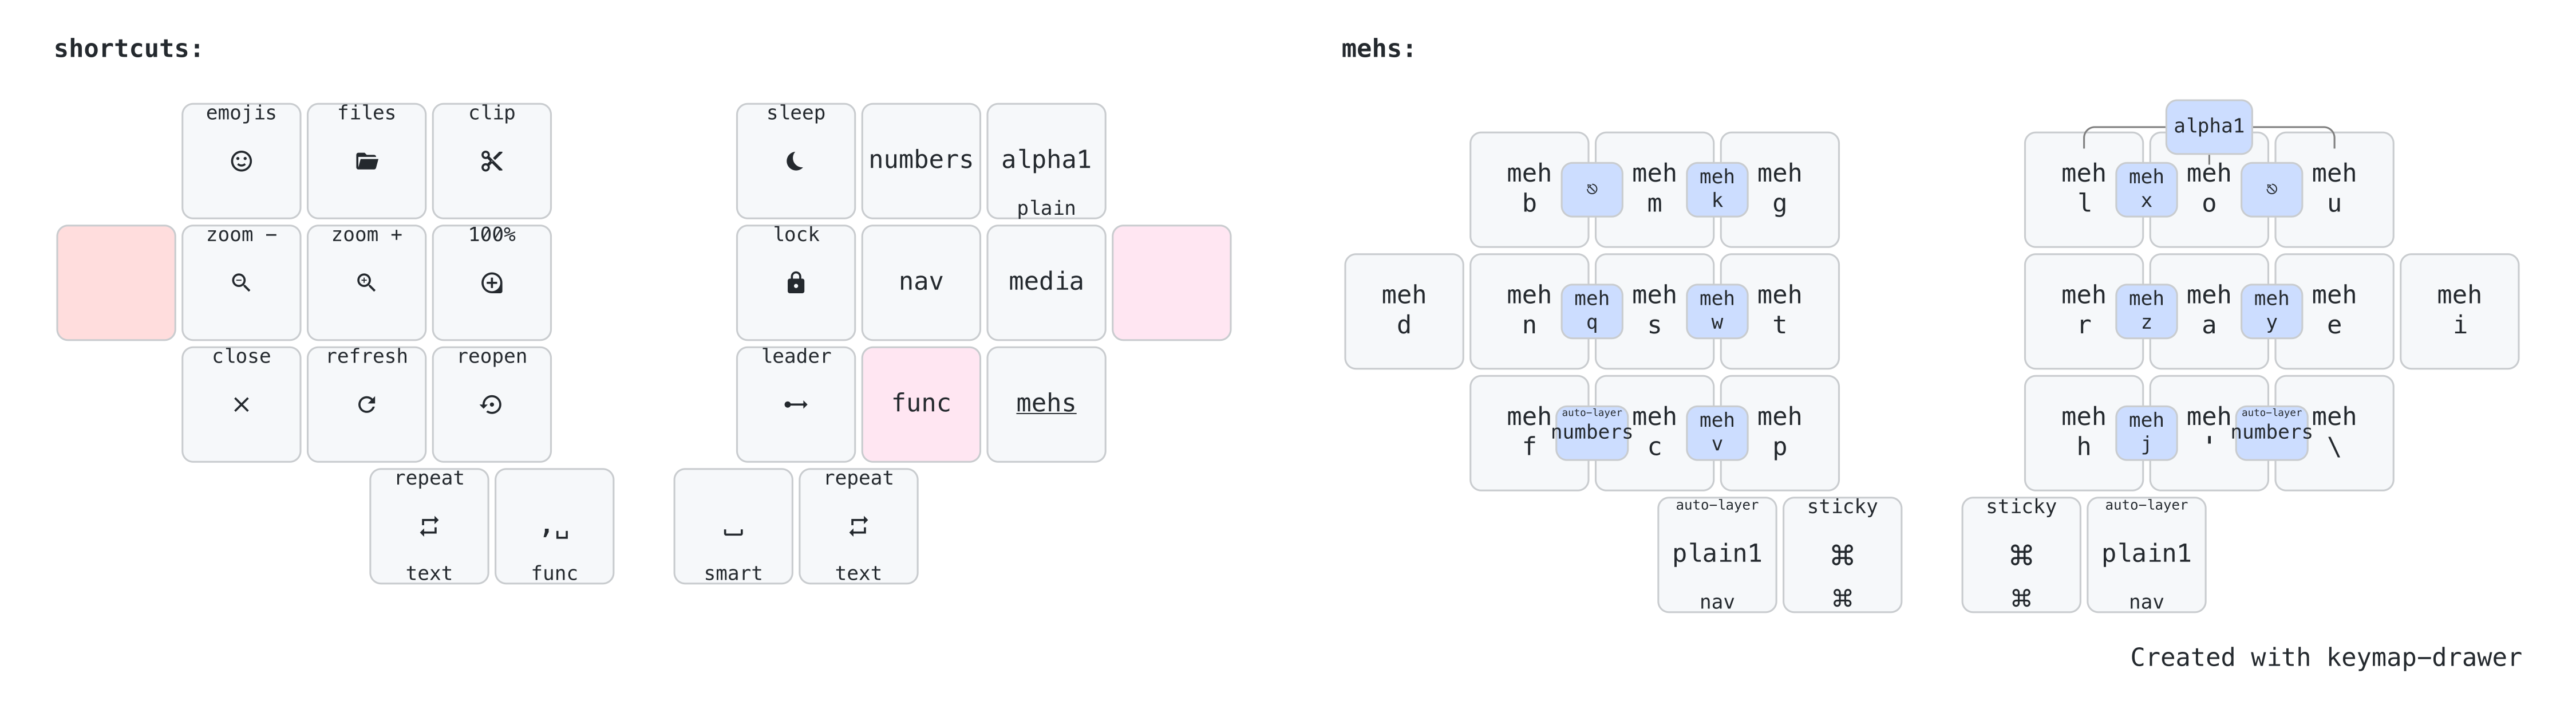 shortcuts:
emojis
files
clip
sleep
numbers
alpha1
plain
zoom −
zoom +
100%
lock
nav
media
close
refresh
reopen
leader
func
mehs
repeat
text
,␣
func
␣
smart
repeat
text
mehs:
alpha1
meh b
⎋
meh m
meh k
meh g
meh l
meh x
meh o
⎋
meh u
meh d
meh n
meh q
meh s
meh w
meh t
meh r
meh z
meh a
meh y
meh e
meh i
meh f
auto-layer
numbers
meh c
meh v
meh p
meh h
meh j
meh '
auto-layer
numbers
meh \
auto-layer
plain1
nav
sticky
⌘
⌘
sticky
⌘
⌘
auto-layer
plain1
nav
Created with keymap-drawer